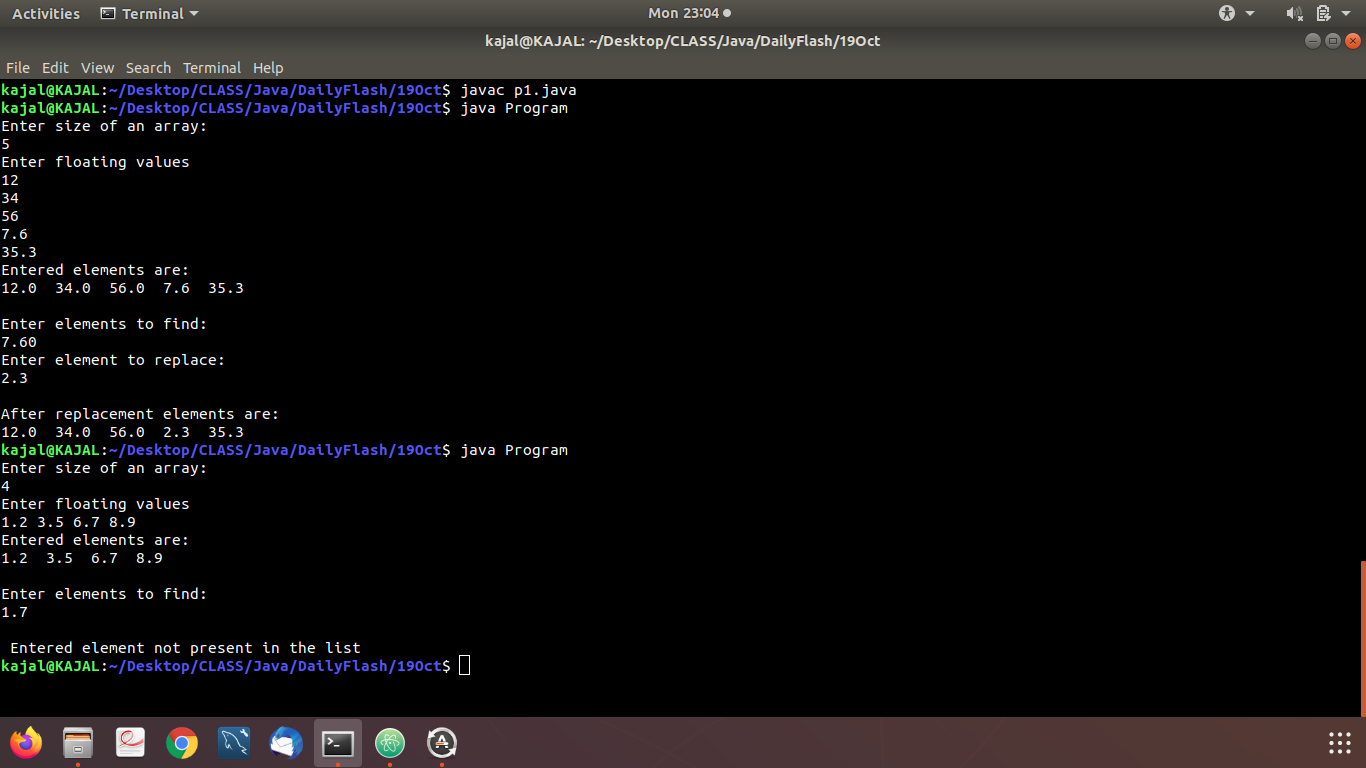 Activities Terminal Mon 23:04
kajal@KAJAL: ~/Desktop/CLASS/Java/DailyFlash/19Oct
File Edit View Search Terminal Help
kajal@KAJAL:~/Desktop/CLASS/Java/DailyFlash/19Oct$ javac p1.java
kajal@KAJAL:~/Desktop/CLASS/Java/DailyFlash/19Oct$ java Program
Enter size of an array:
5
Enter floating values
12
34
56
7.6
35.3
Entered elements are:
12.0  34.0  56.0  7.6  35.3
Enter elements to find:
7.60
Enter element to replace:
2.3
After replacement elements are:
12.0  34.0  56.0  2.3  35.3
kajal@KAJAL:~/Desktop/CLASS/Java/DailyFlash/19Oct$ java Program
Enter size of an array:
4
Enter floating values
1.2 3.5 6.7 8.9
Entered elements are:
1.2  3.5  6.7  8.9
Enter elements to find:
1.7
Entered element not present in the list
kajal@KAJAL:~/Desktop/CLASS/Java/DailyFlash/19Oct$